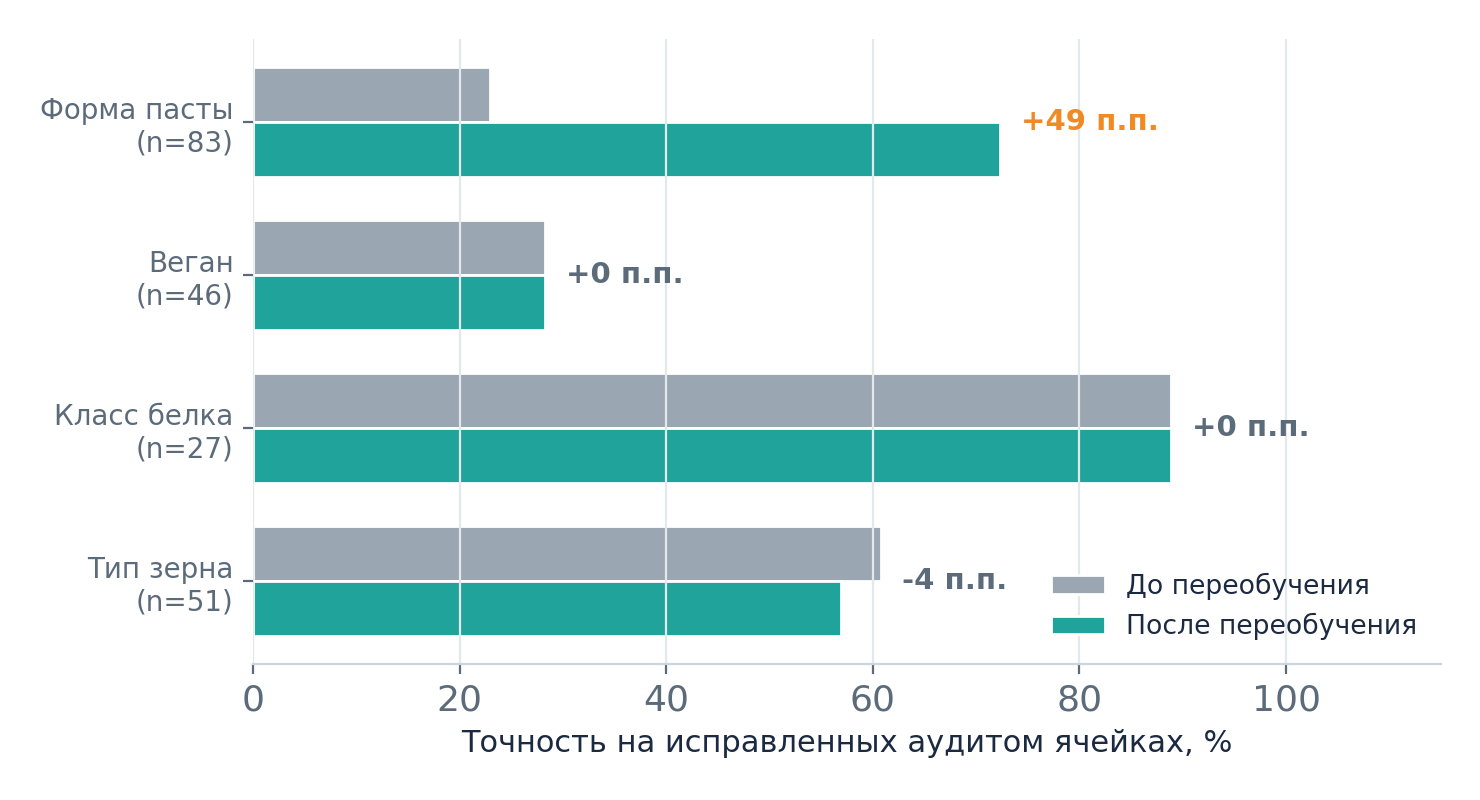 Форма пасты
(n=83)
+49 п.п.
Веган
(n=46)
+0 п.п.
Класс белка
(n=27)
+0 п.п.
Тип зерна
(n=51)
-4 п.п.
До переобучения
После переобучения
0 20 40 60 80 100
Точность на исправленных аудитом ячейках, %